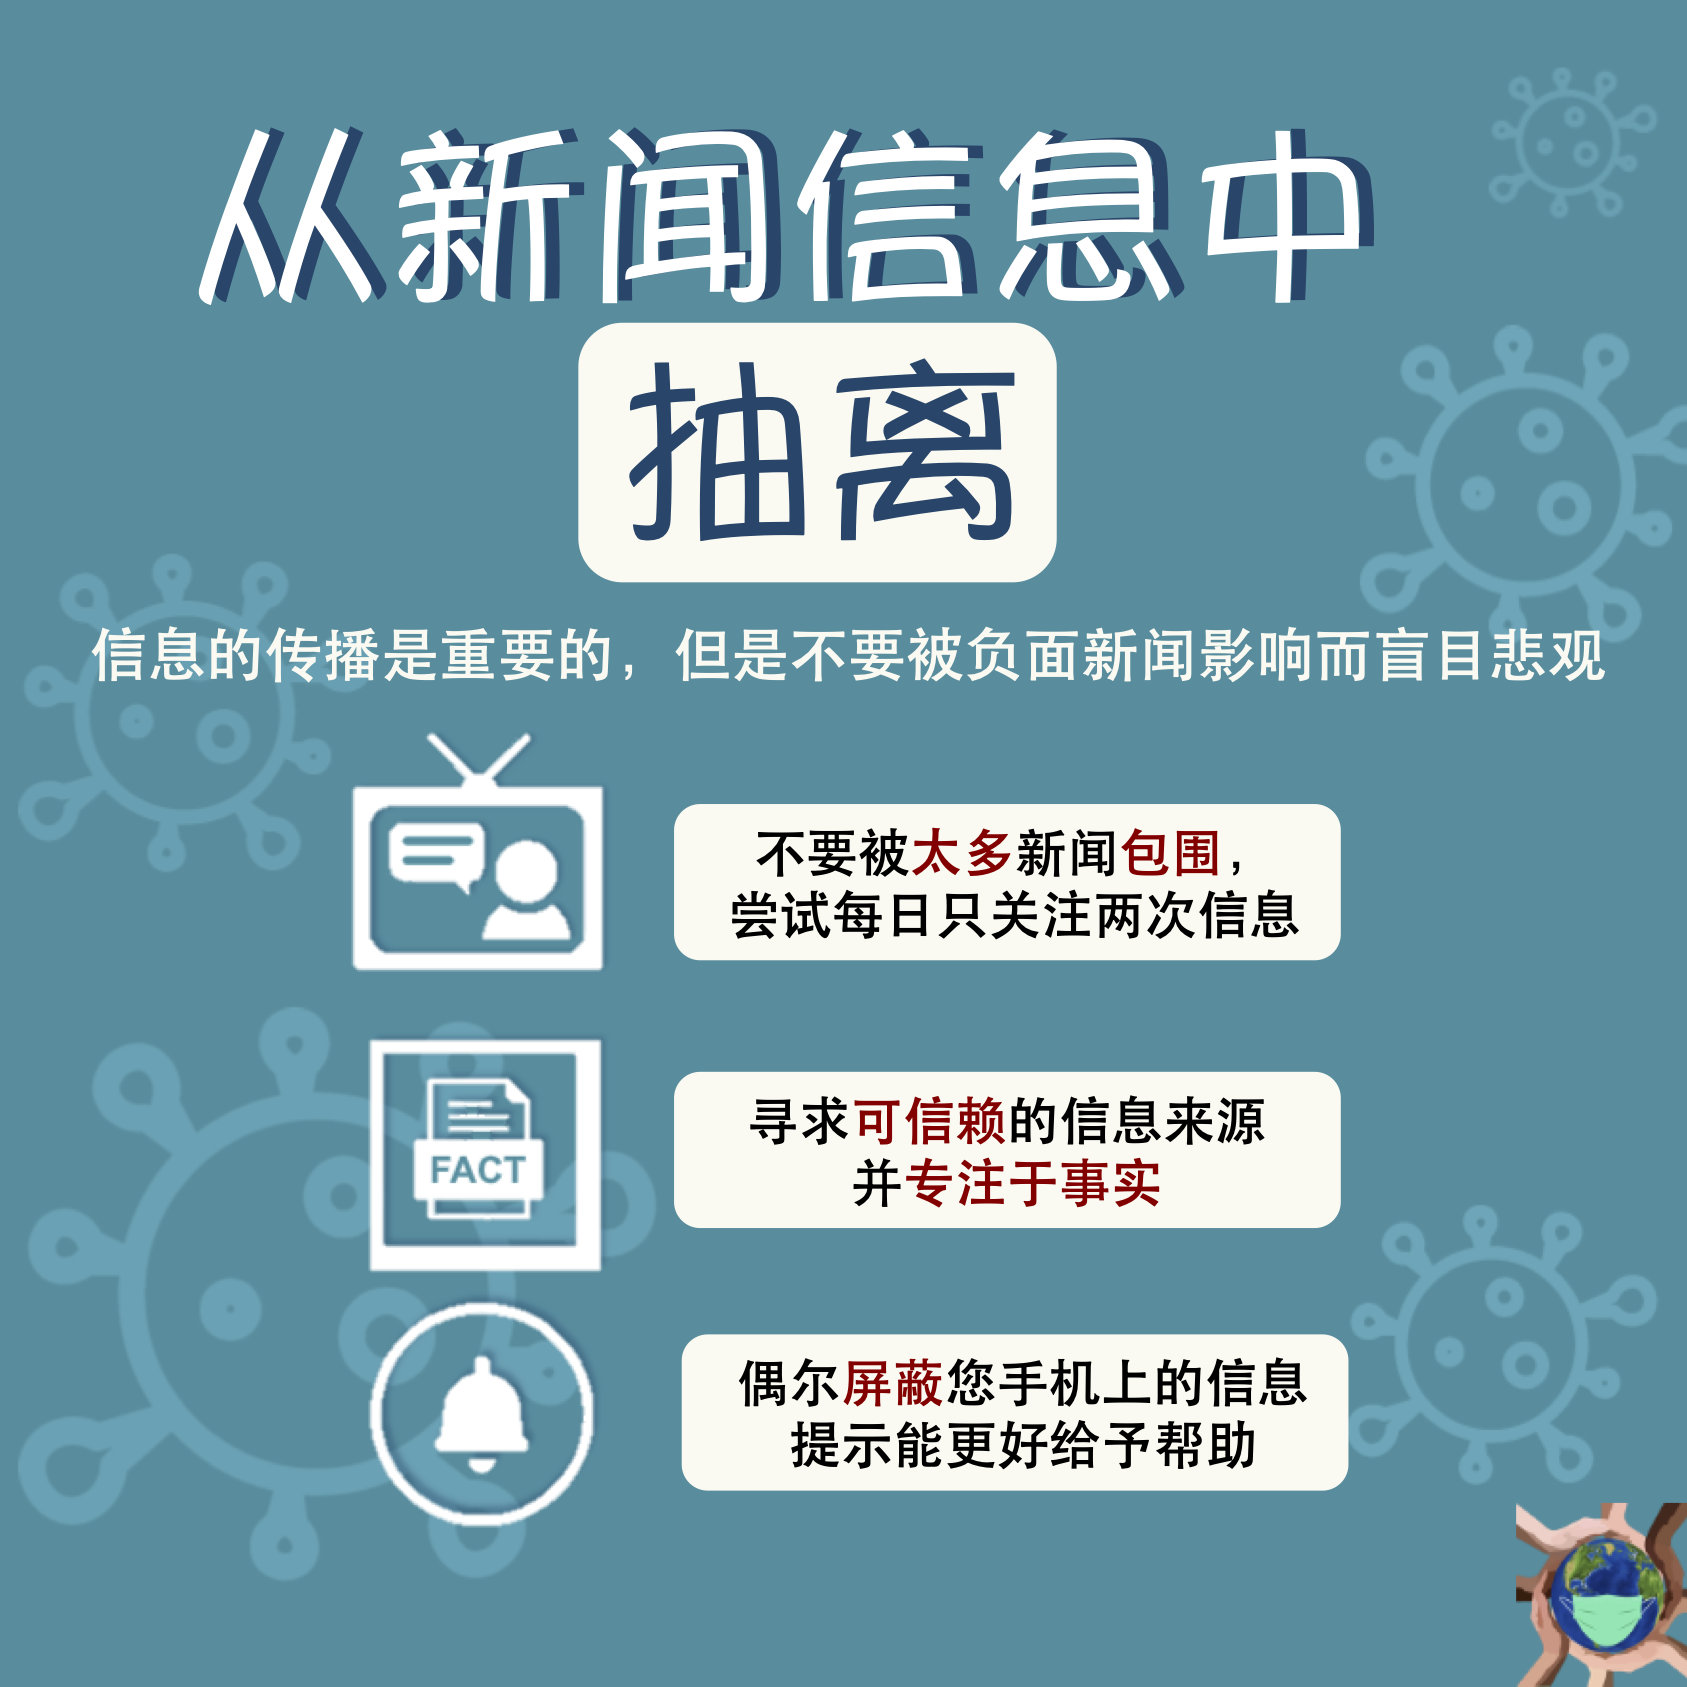 从新闻信息中
抽离
信息的传播是重要的，但是不要被负面新闻影响而盲目悲观
不要被太多新闻包围，
尝试每日只关注两次信息
FACT
寻求可信赖的信息来源
并专注于事实
偶尔屏蔽您手机上的信息
提示能更好给予帮助